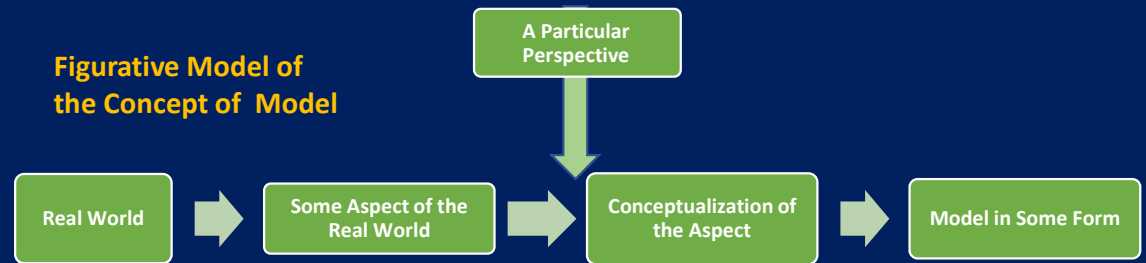 A Particular
Perspective
Figurative Model of
the Concept of Model
Real World
Some Aspect of the
Real World
Conceptualization of
the Aspect
Model in Some Form